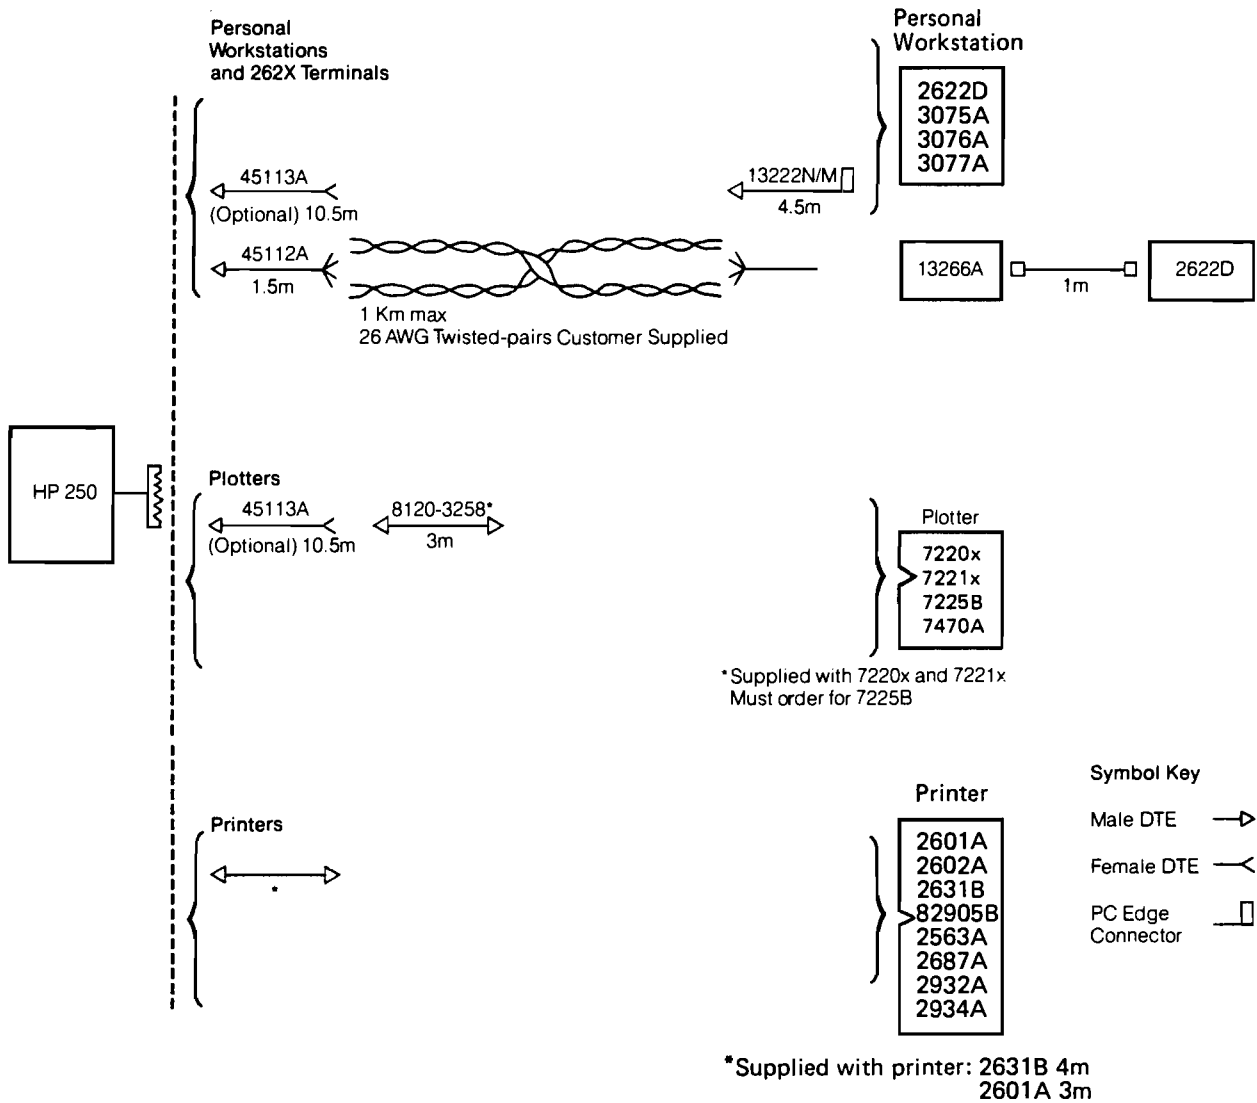 Personal
Workstations
and 262X Terminals
Personal
Workstation
2622D
3075A
3076A
3077A
45113A
(Optional) 10.5m
13222N/M
4.5m
45112A
1.5m
13266A
1m
2622D
1 Km max
26 AWG Twisted-pairs Customer Supplied
HP 250
Plotters
45113A
(Optional) 10.5m
8120-3258*
3m
Plotter
7220x
7221x
7225B
7470A
*Supplied with 7220x and 7221x
Must order for 7225B
Printers
*
Printer
2601A
2602A
2631B
82905B
2563A
2687A
2932A
2934A
Symbol Key
Male DTE
Female DTE
PC Edge
Connector
*Supplied with printer: 2631B 4m
2601A 3m